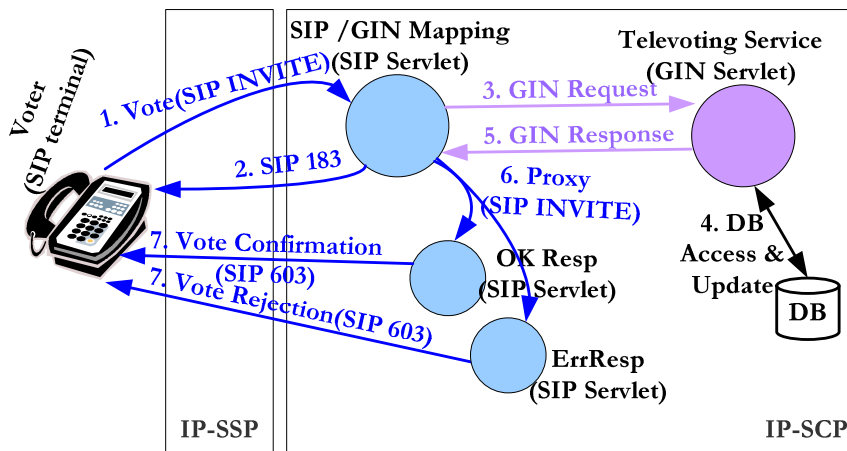 SIP /GIN Mapping
(SIP Servlet)
Televoting Service
(GIN Servlet)
Voter
(SIP terminal)
1. Vote(SIP INVITE)
3. GIN Request
5. GIN Response
2. SIP 183
6. Proxy
(SIP INVITE)
4. DB
Access &
Update
7. Vote Confirmation
(SIP 603)
OK Resp
(SIP Servlet)
7. Vote Rejection(SIP 603)
DB
ErrResp
(SIP Servlet)
IP-SSP
IP-SCP